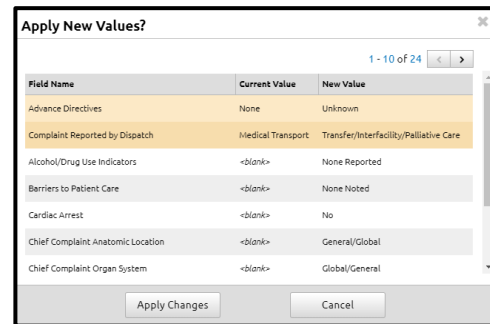 Apply New Values?
1 - 10 of 24
Field Name Current Value New Value
Advance Directives None Unknown
Complaint Reported by Dispatch Medical Transport Transfer/Interfacility/Palliative Care
Alcohol/Drug Use Indicators <blank> None Reported
Barriers to Patient Care <blank> None Noted
Cardiac Arrest <blank> No
Chief Complaint Anatomic Location <blank> General/Global
Chief Complaint Organ System <blank> Global/General
Apply Changes Cancel